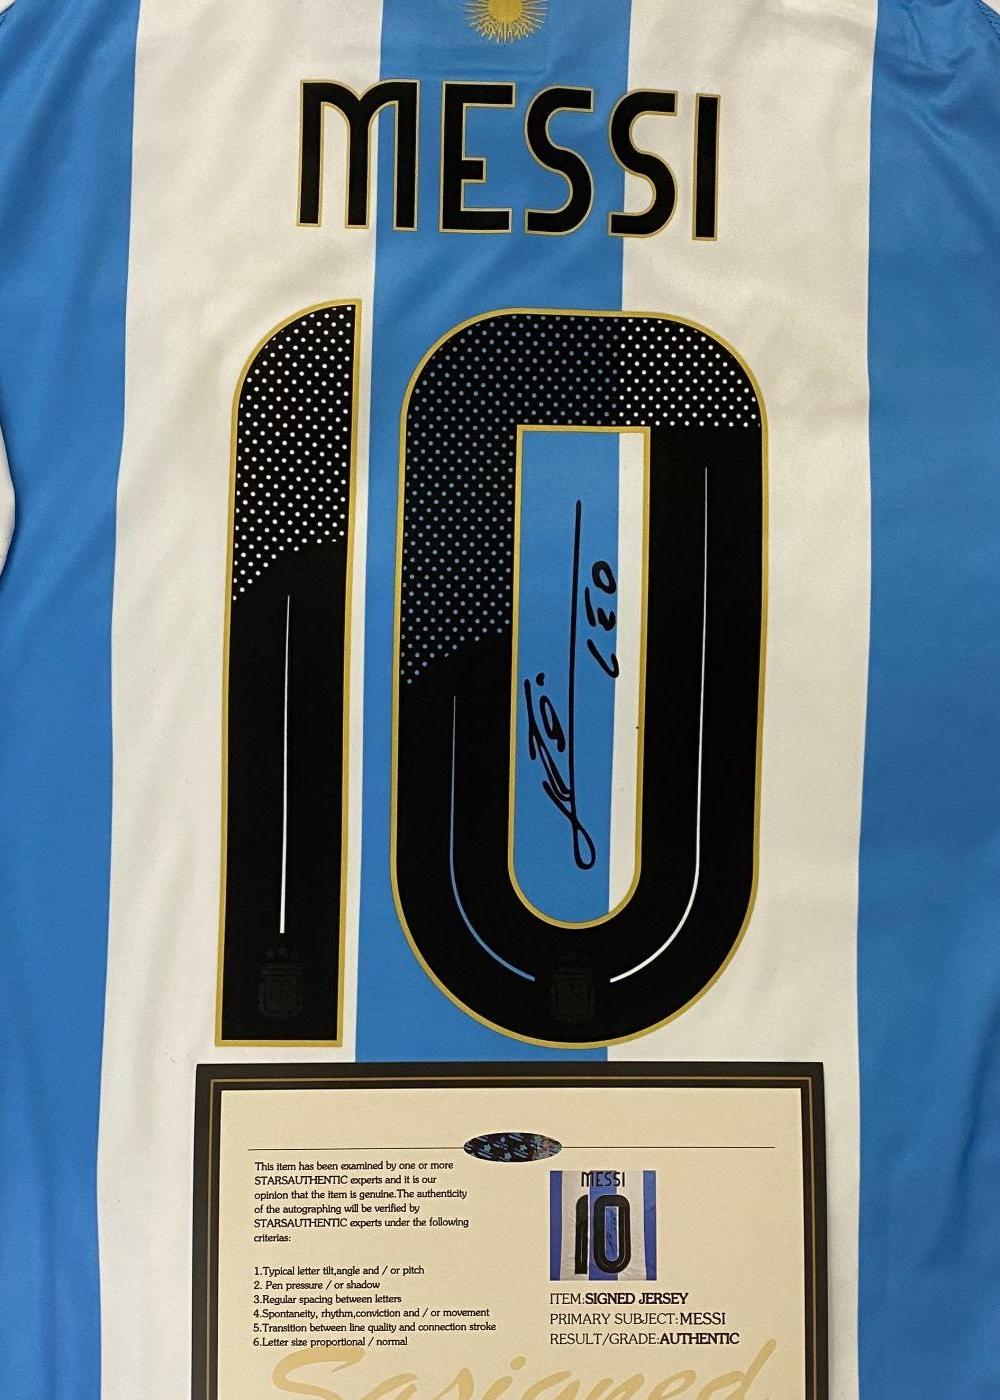 MESSI
10
LEO
This item has been examined by one or more
STARSAUTHENTIC experts and it is our
opinion that the item is genuine.The authenticity
of the autographing will be verified by
STARSAUTHENTIC experts under the following
criterias:
1.Typical letter tilt,angle and / or pitch
2. Pen pressure / or shadow
3.Regular spacing between letters
4.Spontaneity, rhythm,conviction and / or movement
5.Transition between line quality and connection stroke
6.Letter size proportional / normal
MESSI
10
ITEM:SIGNED JERSEY
PRIMARY SUBJECT:MESSI
RESULT/GRADE:AUTHENTIC
Sasigned